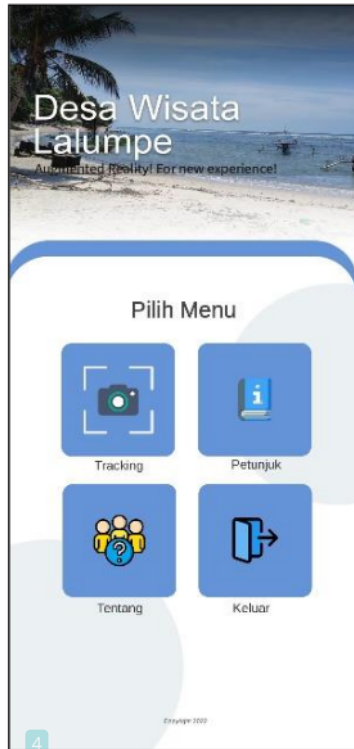 Desa Wisata
Lalumpe
Augmented Reality! For new experience!
Pilih Menu
Tracking
Petunjuk
Tentang
Keluar
4